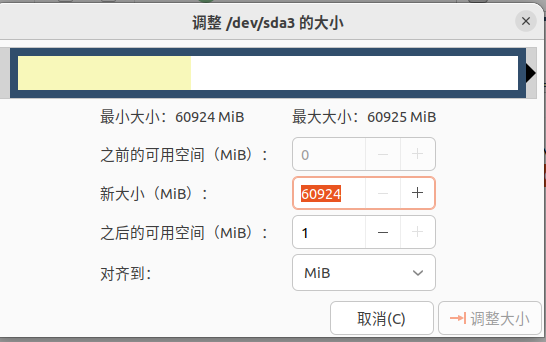 调整 /dev/sda3 的大小
最小大小：60924 MiB 最大大小：60925 MiB
之前的可用空间（MiB）： 0
新大小（MiB）： 60924
之后的可用空间（MiB）： 1
对齐到： MiB
取消(C) 调整大小